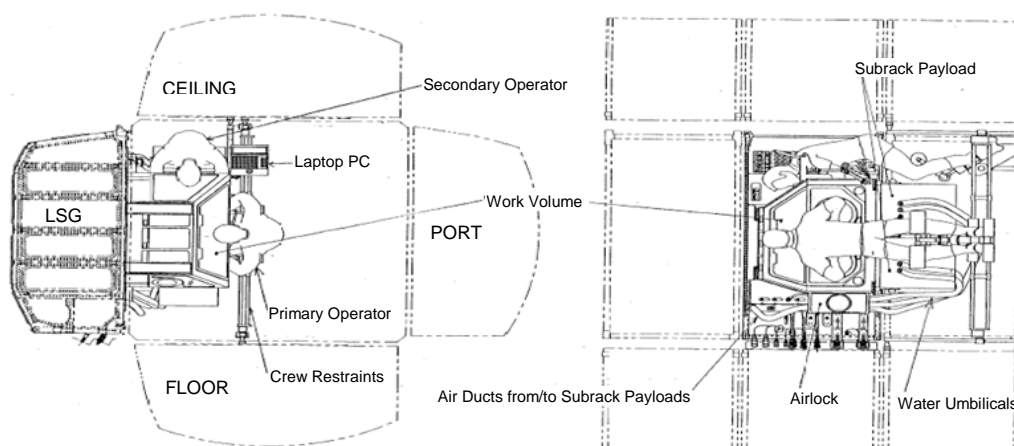 CEILING
Secondary Operator
Subrack Payload
Laptop PC
LSG
Work Volume
PORT
Primary Operator
Crew Restraints
FLOOR
Air Ducts from/to Subrack Payloads
Airlock
Water Umbilicals